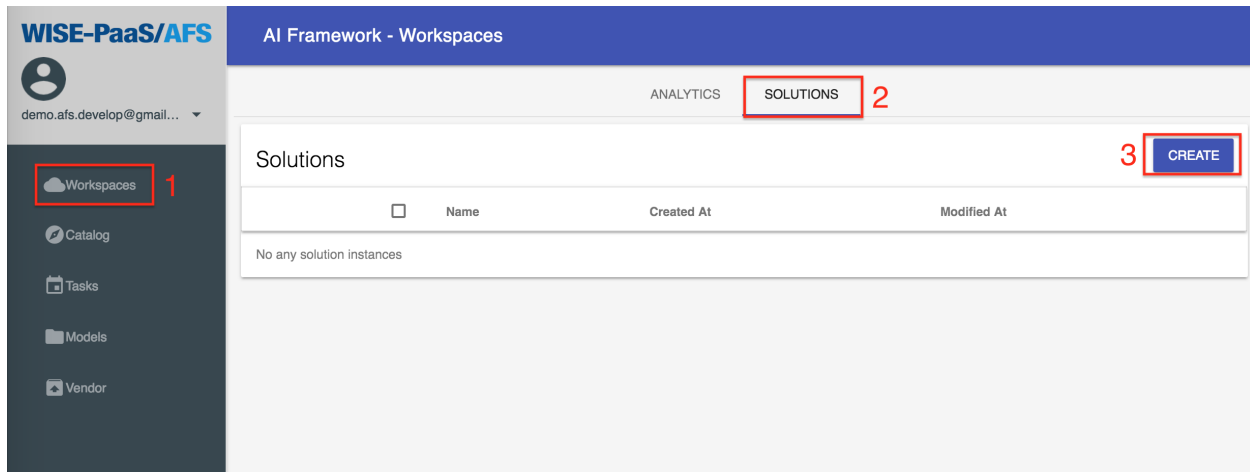 WISE-PaaS/AFS
demo.afs.develop@gmail...
Workspaces 1
Catalog
Tasks
Models
Vendor
AI Framework - Workspaces
ANALYTICS SOLUTIONS 2
Solutions 3 CREATE
Name Created At Modified At
No any solution instances